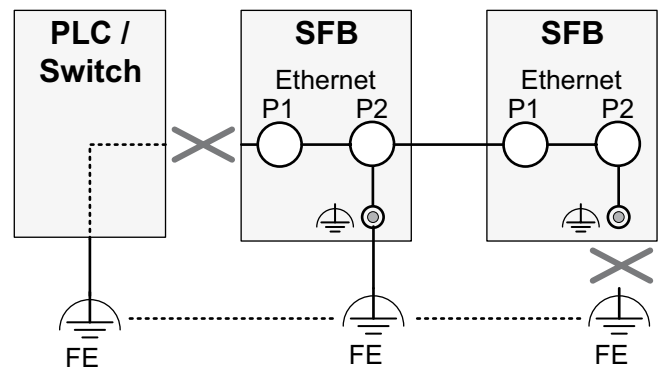 PLC /
Switch
SFB
Ethernet
P1 P2
SFB
Ethernet
P1 P2
FE
FE
FE